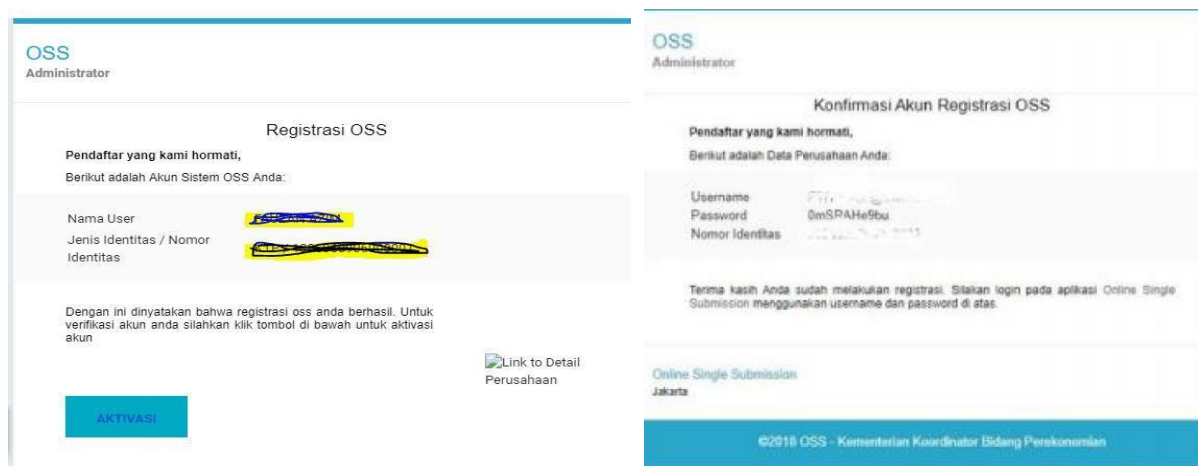 OSS
Administrator
Registrasi OSS
Pendaftar yang kami hormati,
Berikut adalah Akun Sistem OSS Anda:
Nama User
Jenis Identitas / Nomor
Identitas
Dengan ini dinyatakan bahwa registrasi oss anda berhasil. Untuk
verifikasi akun anda silahkan klik tombol di bawah untuk aktivasi
akun
Link to Detail
Perusahaan
AKTIVASI
OSS
Administrator
Konfirmasi Akun Registrasi OSS
Pendaftar yang kami hormati,
Berikut adalah Data Perusahaan Anda:
Username
Password 0mSPAHe9bu
Nomor Identitas
Terima kasih Anda sudah melakukan registrasi. Silakan login pada aplikasi Online Single
Submission menggunakan username dan password di atas.
Online Single Submission
Jakarta
©2018 OSS - Kementerian Koordinator Bidang Perekonomian